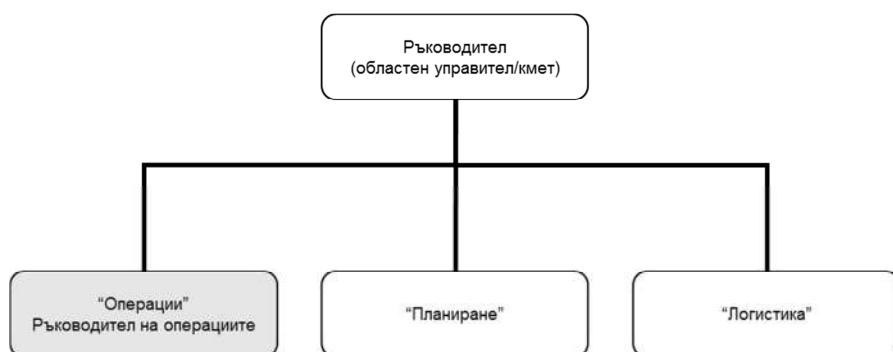 Ръководител
(областен управител/кмет)
“Операции”
Ръководител на операциите
“Планиране”
“Логистика”